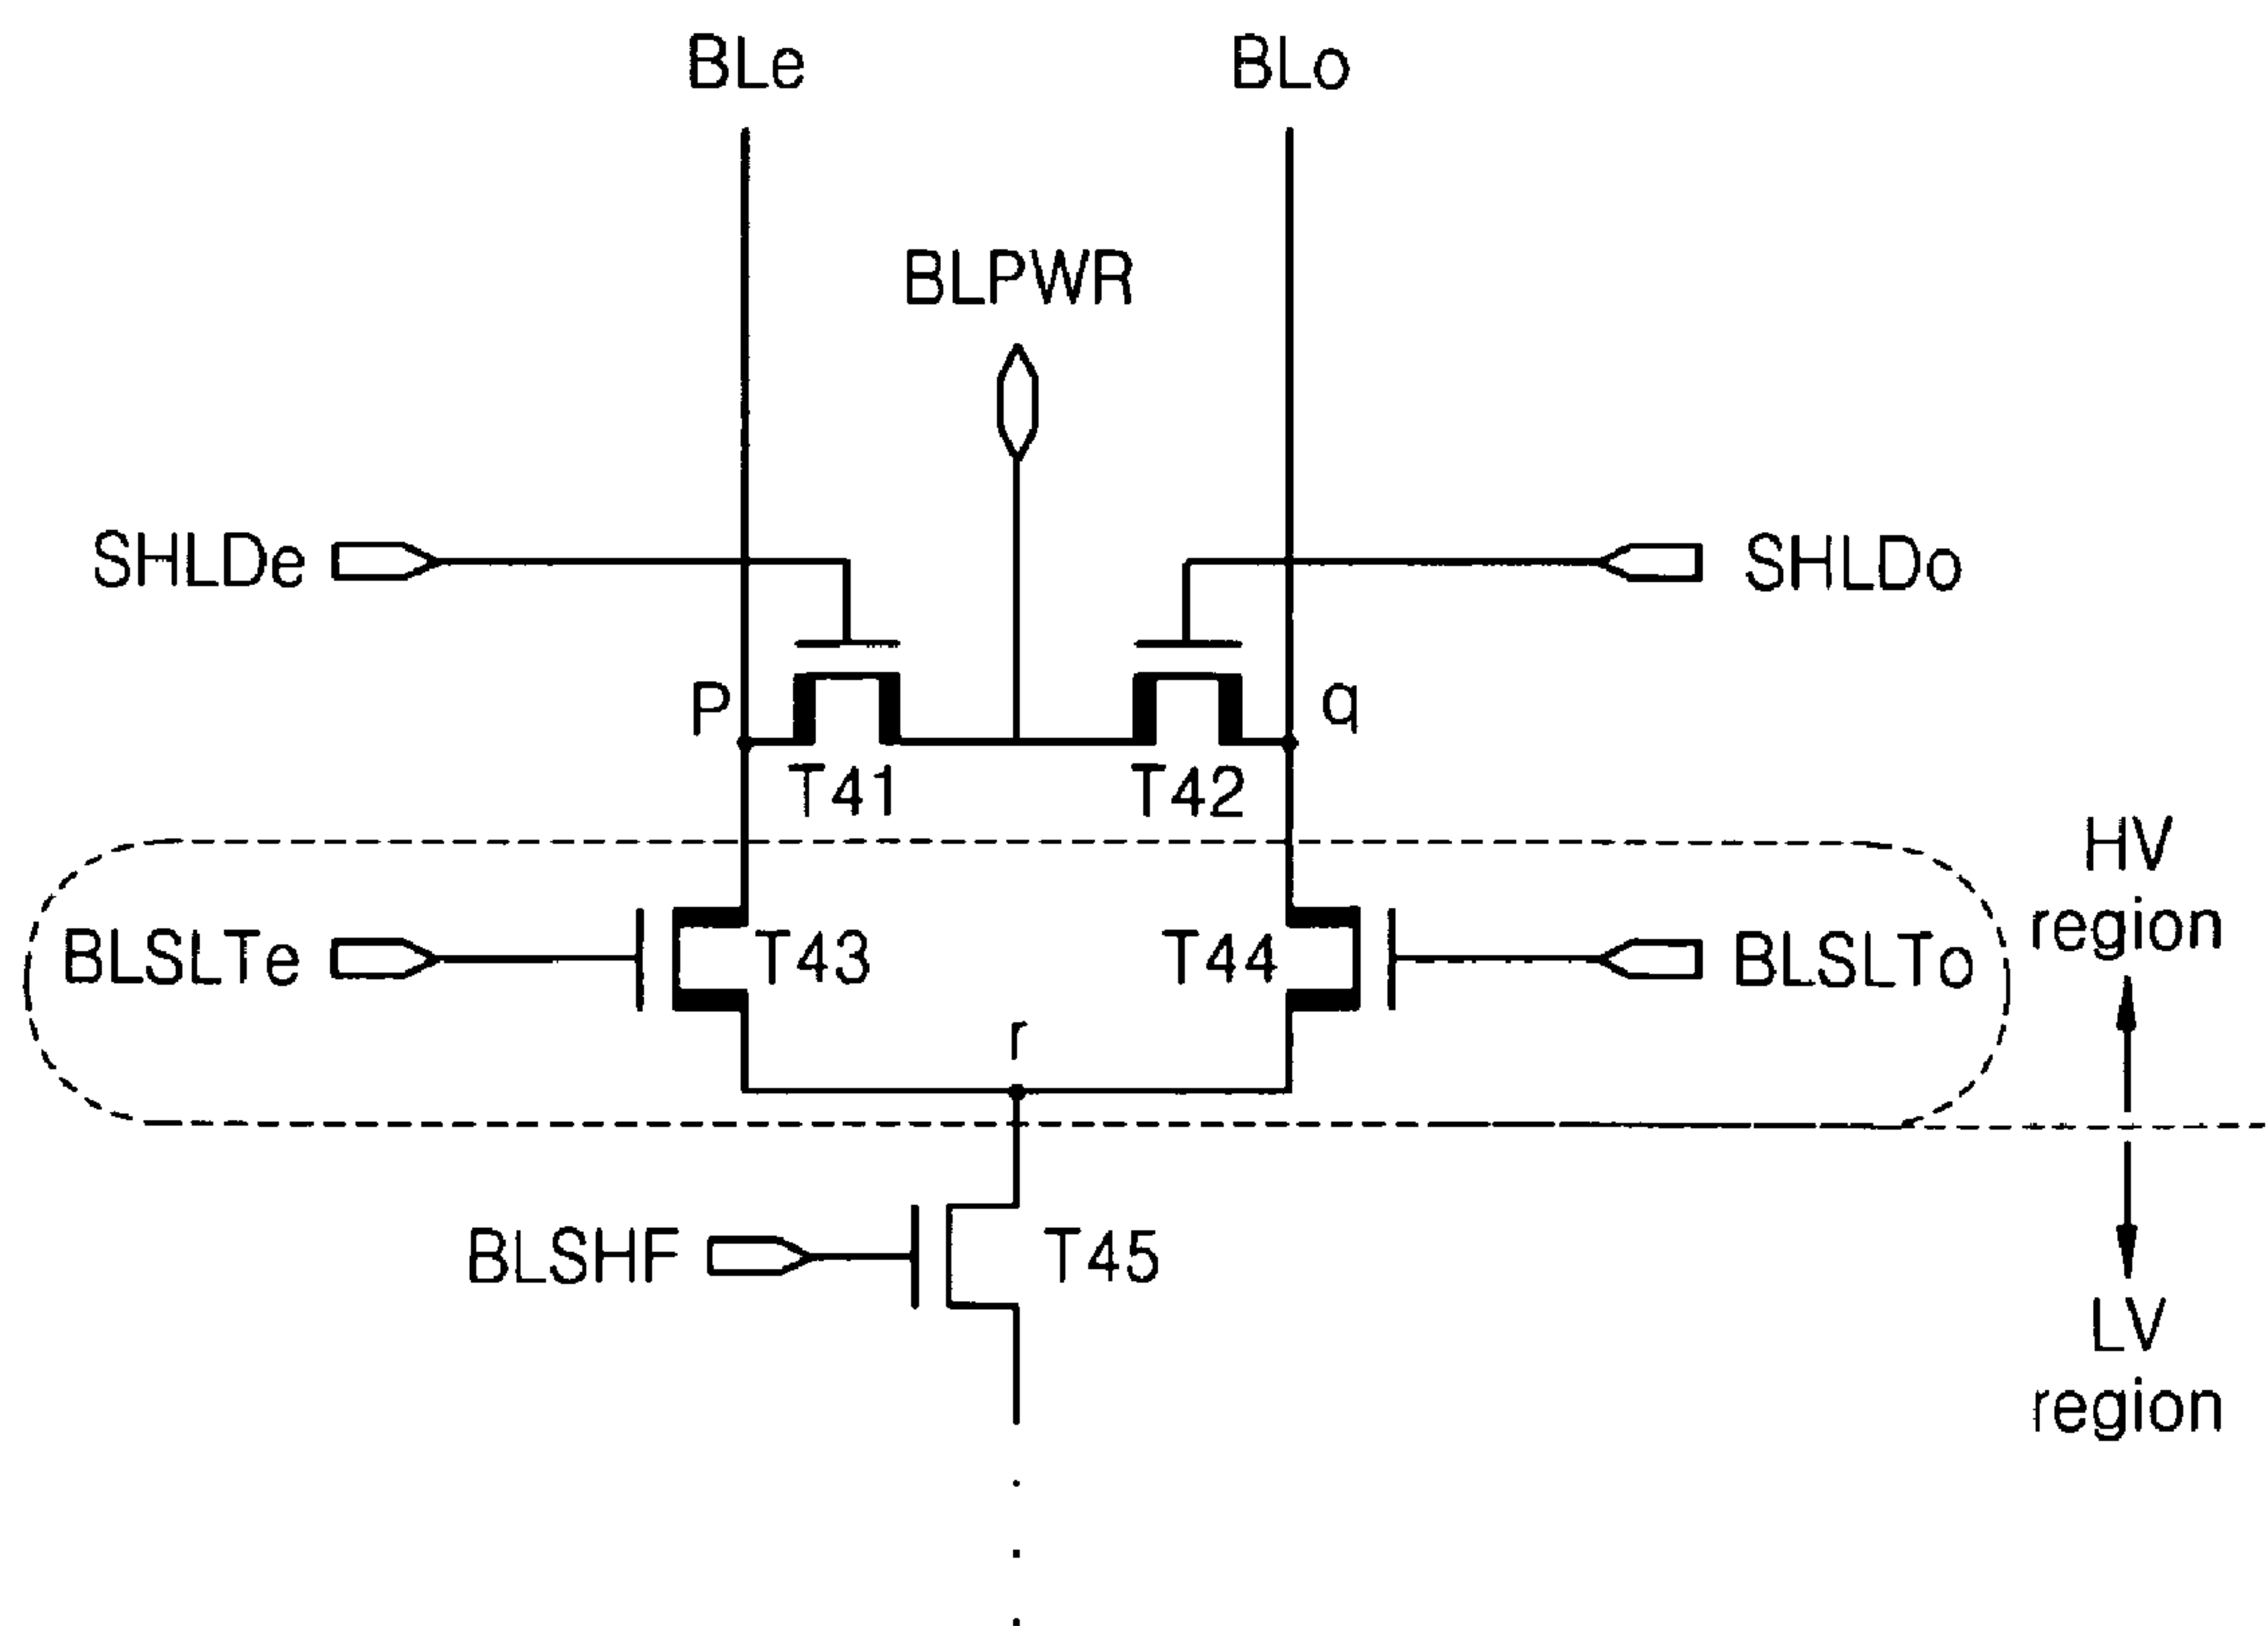 BLe
BLo
BLPWR
SHLDe
SHLDo
P
q
T41
T42
HV
region
BLSLTe
T43
T44
BLSLTo
r
BLSHF
T45
LV
region